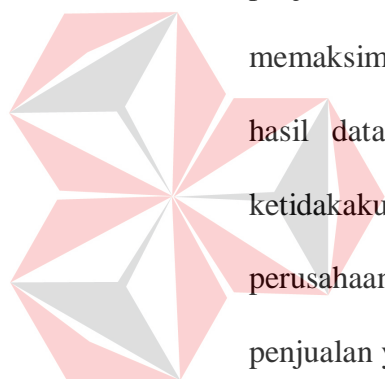 memaksim
hasil data
ketidakaku
perusahaan
penjualan y